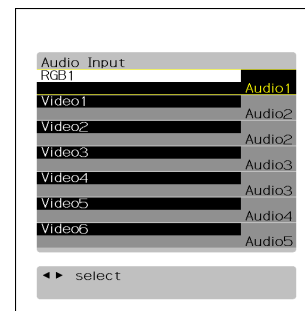 Audio Input
RGB1
Audio1
Video1
Audio2
Video2
Audio2
Video3
Audio3
Video4
Audio3
Video5
Audio4
Video6
Audio5
◄ ► select